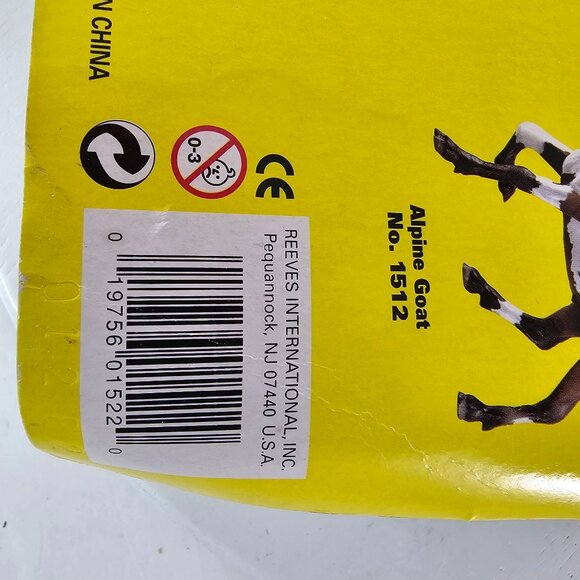 N CHINA
0-3
CE
REEVES INTERNATIONAL, INC.
Pequannock, NJ 07440 U.S.A.
0 19756 01522 0
Alpine Goat
No. 1512